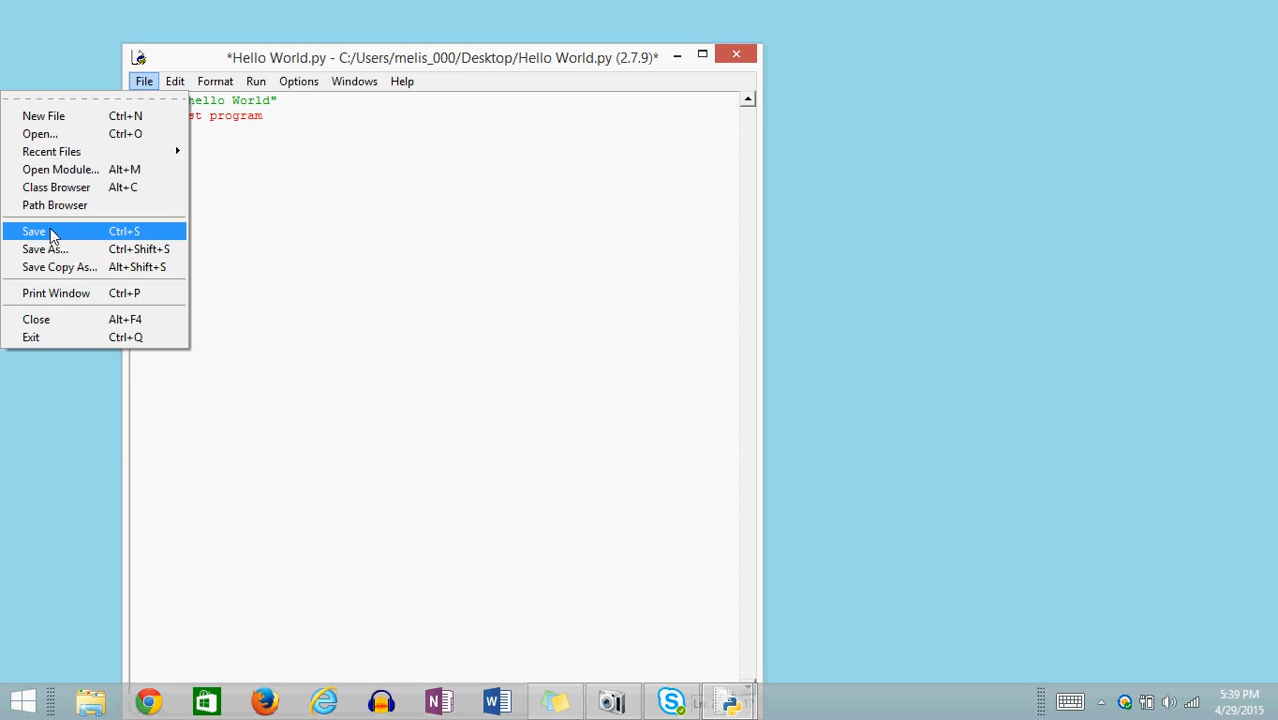 *Hello World.py - C:/Users/melis_000/Desktop/Hello World.py (2.7.9)*
File Edit Format Run Options Windows Help
hello World"
st program
New File Ctrl+N
Open... Ctrl+O
Recent Files
Open Module... Alt+M
Class Browser Alt+C
Path Browser
Save Ctrl+S
Save As... Ctrl+Shift+S
Save Copy As... Alt+Shift+S
Print Window Ctrl+P
Close Alt+F4
Exit Ctrl+Q
5:39 PM
4/29/2015